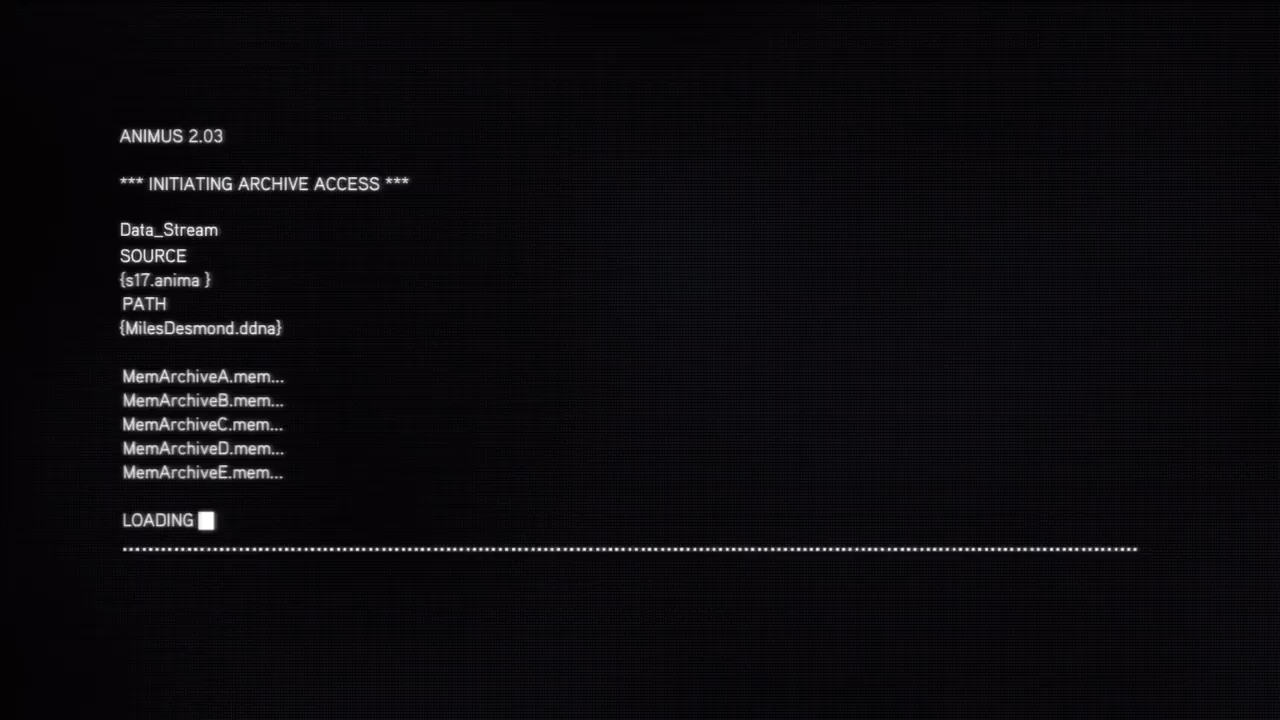 ANIMUS 2.03
*** INITIATING ARCHIVE ACCESS ***
Data_Stream
SOURCE
{s17.anima }
PATH
{MilesDesmond.ddna}
MemArchiveA.mem...
MemArchiveB.mem...
MemArchiveC.mem...
MemArchiveD.mem...
MemArchiveE.mem...
LOADING